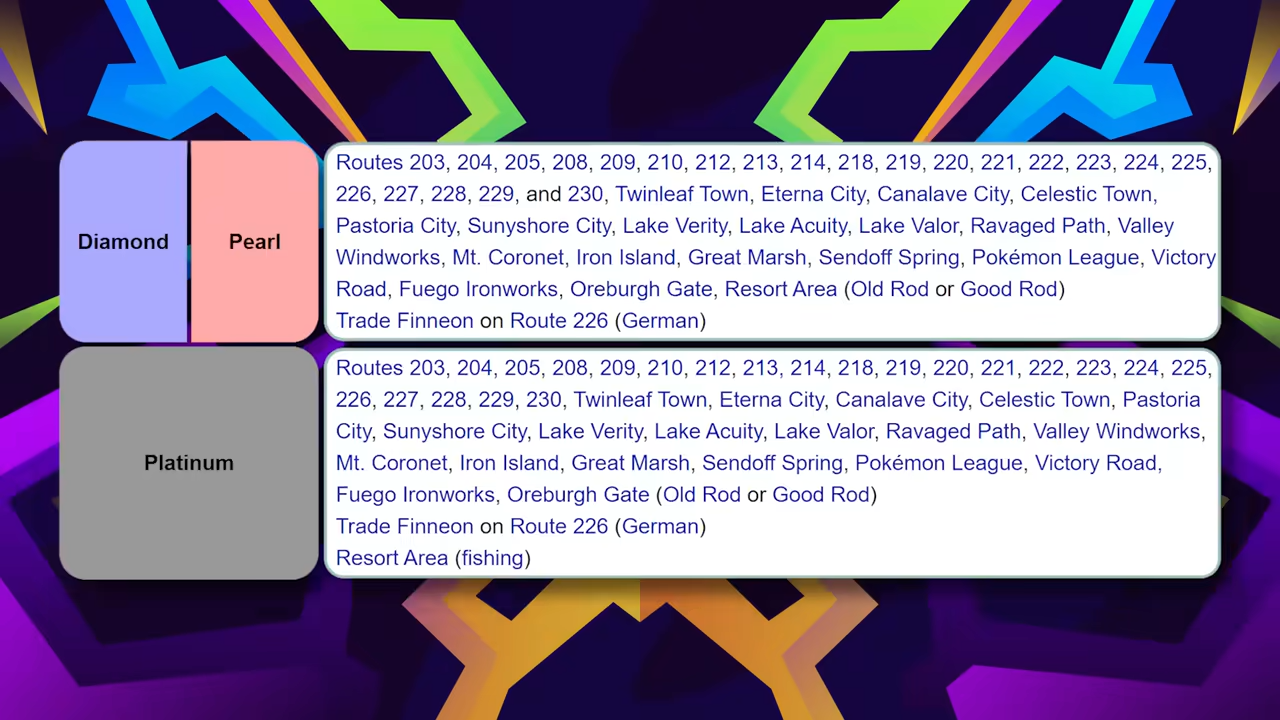 Diamond
Pearl
Routes 203, 204, 205, 208, 209, 210, 212, 213, 214, 218, 219, 220, 221, 222, 223, 224, 225,
226, 227, 228, 229, and 230, Twinleaf Town, Eterna City, Canalave City, Celestic Town,
Pastoria City, Sunyshore City, Lake Verity, Lake Acuity, Lake Valor, Ravaged Path, Valley
Windworks, Mt. Coronet, Iron Island, Great Marsh, Sendoff Spring, Pokémon League, Victory
Road, Fuego Ironworks, Oreburgh Gate, Resort Area (Old Rod or Good Rod)
Trade Finneon on Route 226 (German)
Platinum
Routes 203, 204, 205, 208, 209, 210, 212, 213, 214, 218, 219, 220, 221, 222, 223, 224, 225,
226, 227, 228, 229, 230, Twinleaf Town, Eterna City, Canalave City, Celestic Town, Pastoria
City, Sunyshore City, Lake Verity, Lake Acuity, Lake Valor, Ravaged Path, Valley Windworks,
Mt. Coronet, Iron Island, Great Marsh, Sendoff Spring, Pokémon League, Victory Road,
Fuego Ironworks, Oreburgh Gate (Old Rod or Good Rod)
Trade Finneon on Route 226 (German)
Resort Area (fishing)